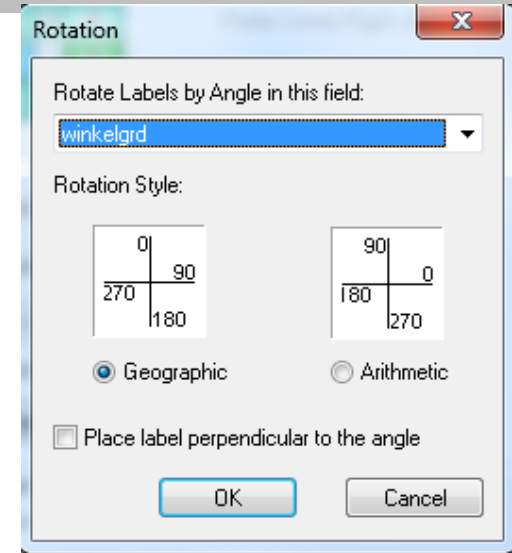 Rotation
Rotate Labels by Angle in this field:
winkelgrd
Rotation Style:
0 90
90 0
270 180
180 270
Geographic Arithmetic
Place label perpendicular to the angle
OK Cancel